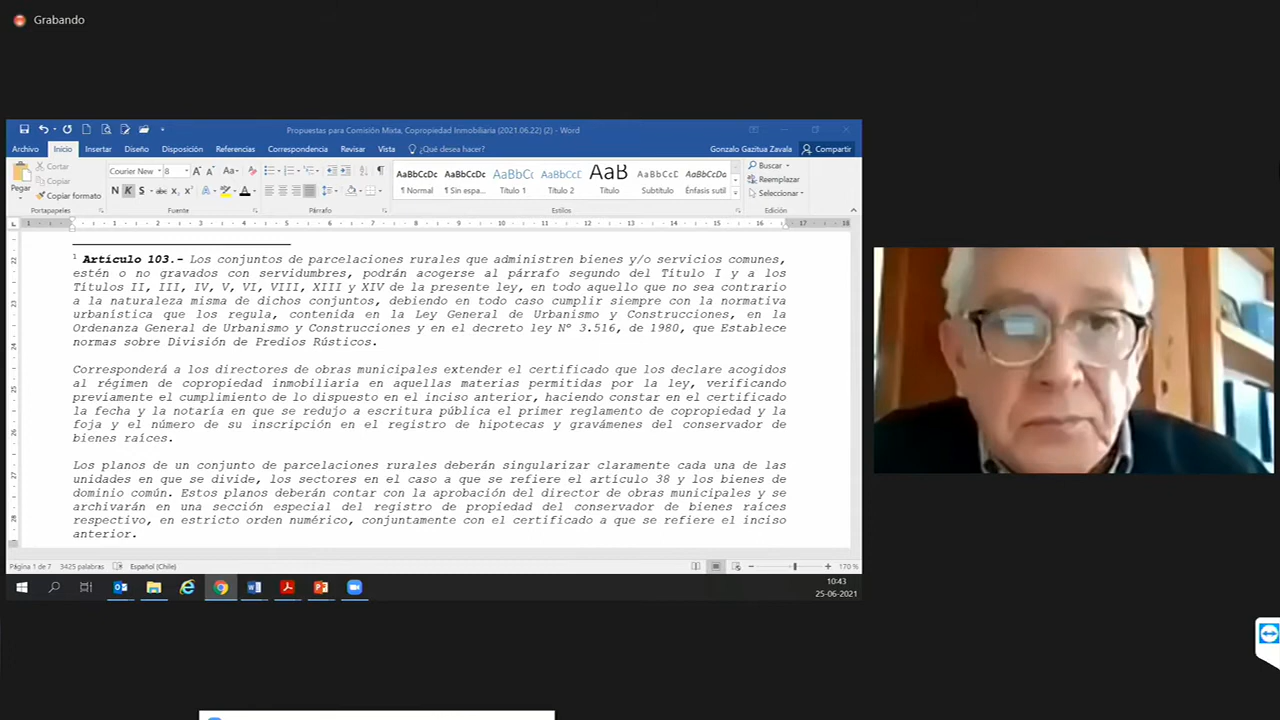 Grabando
Propuestas para Comisión Mixta, Copropiedad Inmobiliaria (2021.06.22) (2) - Word
Archivo Inicio Insertar Diseño Disposición Referencias Correspondencia Revisar Vista ¿Qué desea hacer? Gonzalo Gazitua Zavala Compartir
Pegar
Cortar
Copiar
Copiar formato
Portapapeles
Courier New 8
Fuente
Párrafo
AaBbCcDc AaBbCcDc AaBbC AaBbCcC AaB AaBbCcC AaBbCcDc
¶ Normal ¶ Sin espa... Título 1 Título 2 Título Subtítulo Énfasis sutil
Estilos
Buscar
Reemplazar
Seleccionar
Edición
1 Artículo 103.- Los conjuntos de parcelaciones rurales que administren bienes y/o servicios comunes,
estén o no gravados con servidumbres, podrán acogerse al párrafo segundo del Título I y a los
Títulos II, III, IV, V, VI, VIII, XIII y XIV de la presente ley, en todo aquello que no sea contrario
a la naturaleza misma de dichos conjuntos, debiendo en todo caso cumplir siempre con la normativa
urbanística que los regula, contenida en la Ley General de Urbanismo y Construcciones, en la
Ordenanza General de Urbanismo y Construcciones y en el decreto ley Nº 3.516, de 1980, que Establece
normas sobre División de Predios Rústicos.
Corresponderá a los directores de obras municipales extender el certificado que los declare acogidos
al régimen de copropiedad inmobiliaria en aquellas materias permitidas por la ley, verificando
previamente el cumplimiento de lo dispuesto en el inciso anterior, haciendo constar en el certificado
la fecha y la notaría en que se redujo a escritura pública el primer reglamento de copropiedad y la
foja y el número de su inscripción en el registro de hipotecas y gravámenes del conservador de
bienes raíces.
Los planos de un conjunto de parcelaciones rurales deberán singularizar claramente cada una de las
unidades en que se divide, los sectores en el caso a que se refiere el artículo 38 y los bienes de
dominio común. Estos planos deberán contar con la aprobación del director de obras municipales y se
archivarán en una sección especial del registro de propiedad del conservador de bienes raíces
respectivo, en estricto orden numérico, conjuntamente con el certificado a que se refiere el inciso
anterior.
Página 1 de 7 3425 palabras Español (Chile) 170 %
10:43
25-06-2021